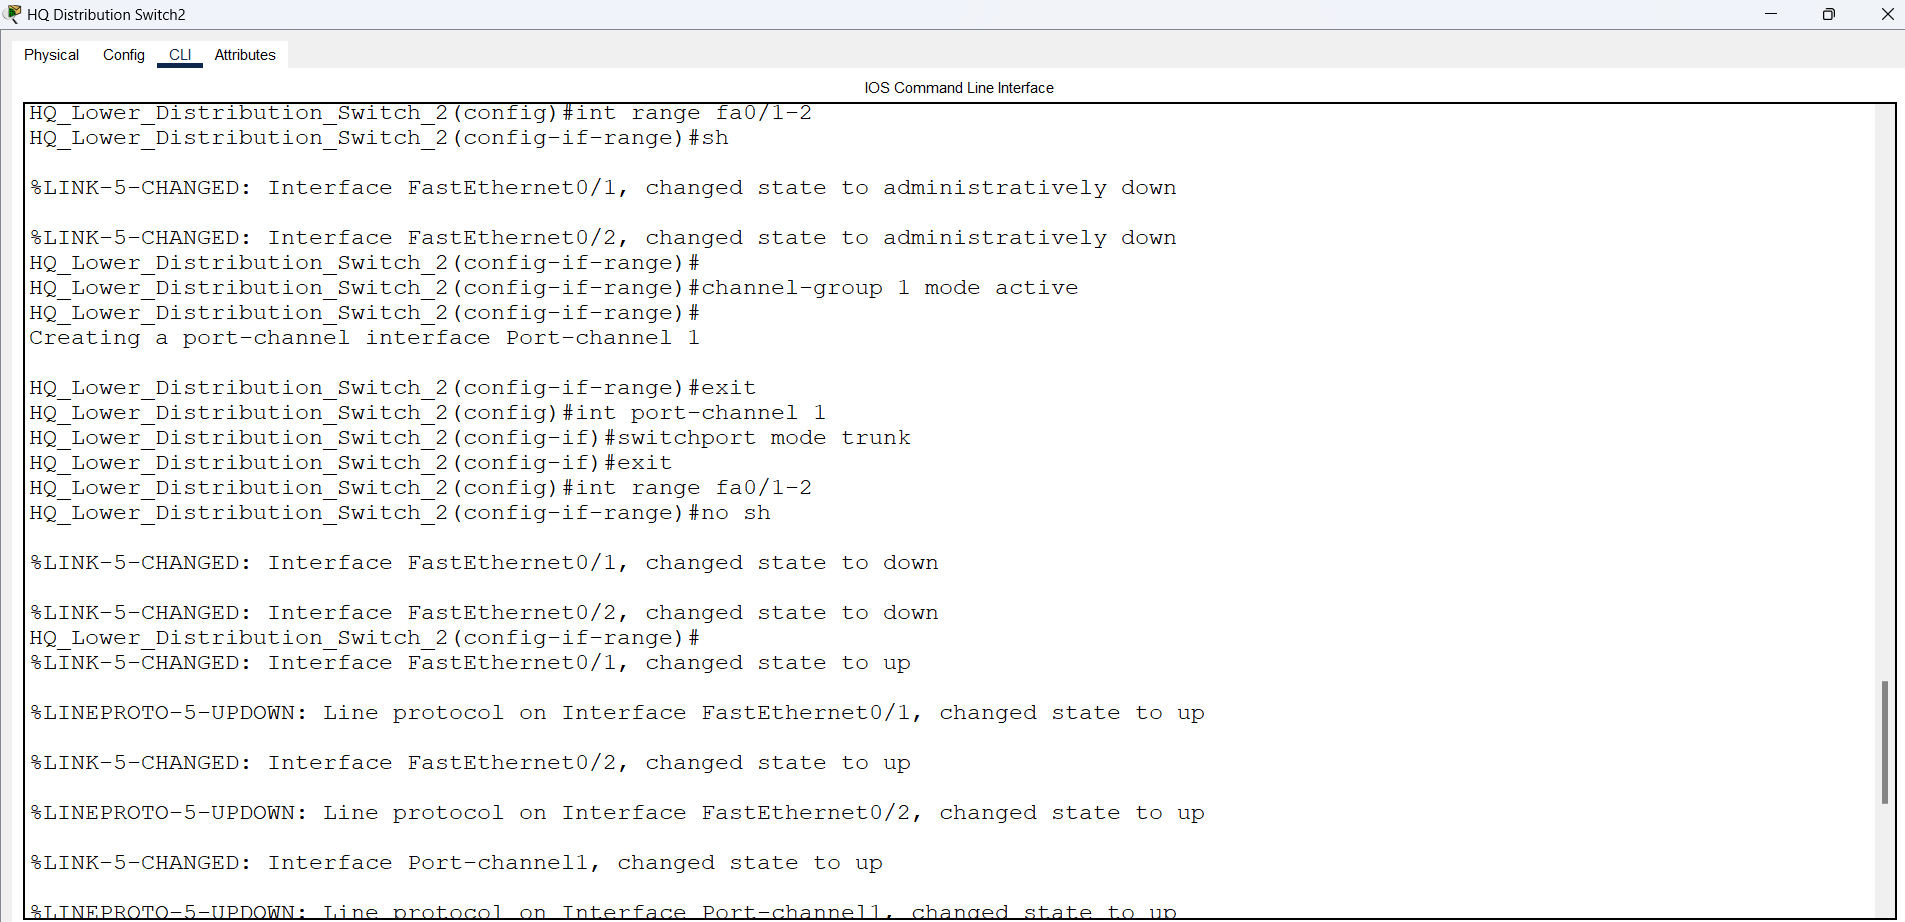 HQ Distribution Switch2
Physical Config CLI Attributes
IOS Command Line Interface
HQ_Lower_Distribution_Switch_2(config)#int range fa0/1-2
HQ_Lower_Distribution_Switch_2(config-if-range)#sh
%LINK-5-CHANGED: Interface FastEthernet0/1, changed state to administratively down
%LINK-5-CHANGED: Interface FastEthernet0/2, changed state to administratively down
HQ_Lower_Distribution_Switch_2(config-if-range)#
HQ_Lower_Distribution_Switch_2(config-if-range)#channel-group 1 mode active
HQ_Lower_Distribution_Switch_2(config-if-range)#
Creating a port-channel interface Port-channel 1
HQ_Lower_Distribution_Switch_2(config-if-range)#exit
HQ_Lower_Distribution_Switch_2(config)#int port-channel 1
HQ_Lower_Distribution_Switch_2(config-if)#switchport mode trunk
HQ_Lower_Distribution_Switch_2(config-if)#exit
HQ_Lower_Distribution_Switch_2(config)#int range fa0/1-2
HQ_Lower_Distribution_Switch_2(config-if-range)#no sh
%LINK-5-CHANGED: Interface FastEthernet0/1, changed state to down
%LINK-5-CHANGED: Interface FastEthernet0/2, changed state to down
HQ_Lower_Distribution_Switch_2(config-if-range)#
%LINK-5-CHANGED: Interface FastEthernet0/1, changed state to up
%LINEPROTO-5-UPDOWN: Line protocol on Interface FastEthernet0/1, changed state to up
%LINK-5-CHANGED: Interface FastEthernet0/2, changed state to up
%LINEPROTO-5-UPDOWN: Line protocol on Interface FastEthernet0/2, changed state to up
%LINK-5-CHANGED: Interface Port-channel1, changed state to up
%LINEPROTO-5-UPDOWN: Line protocol on Interface Port-channel1, changed state to up